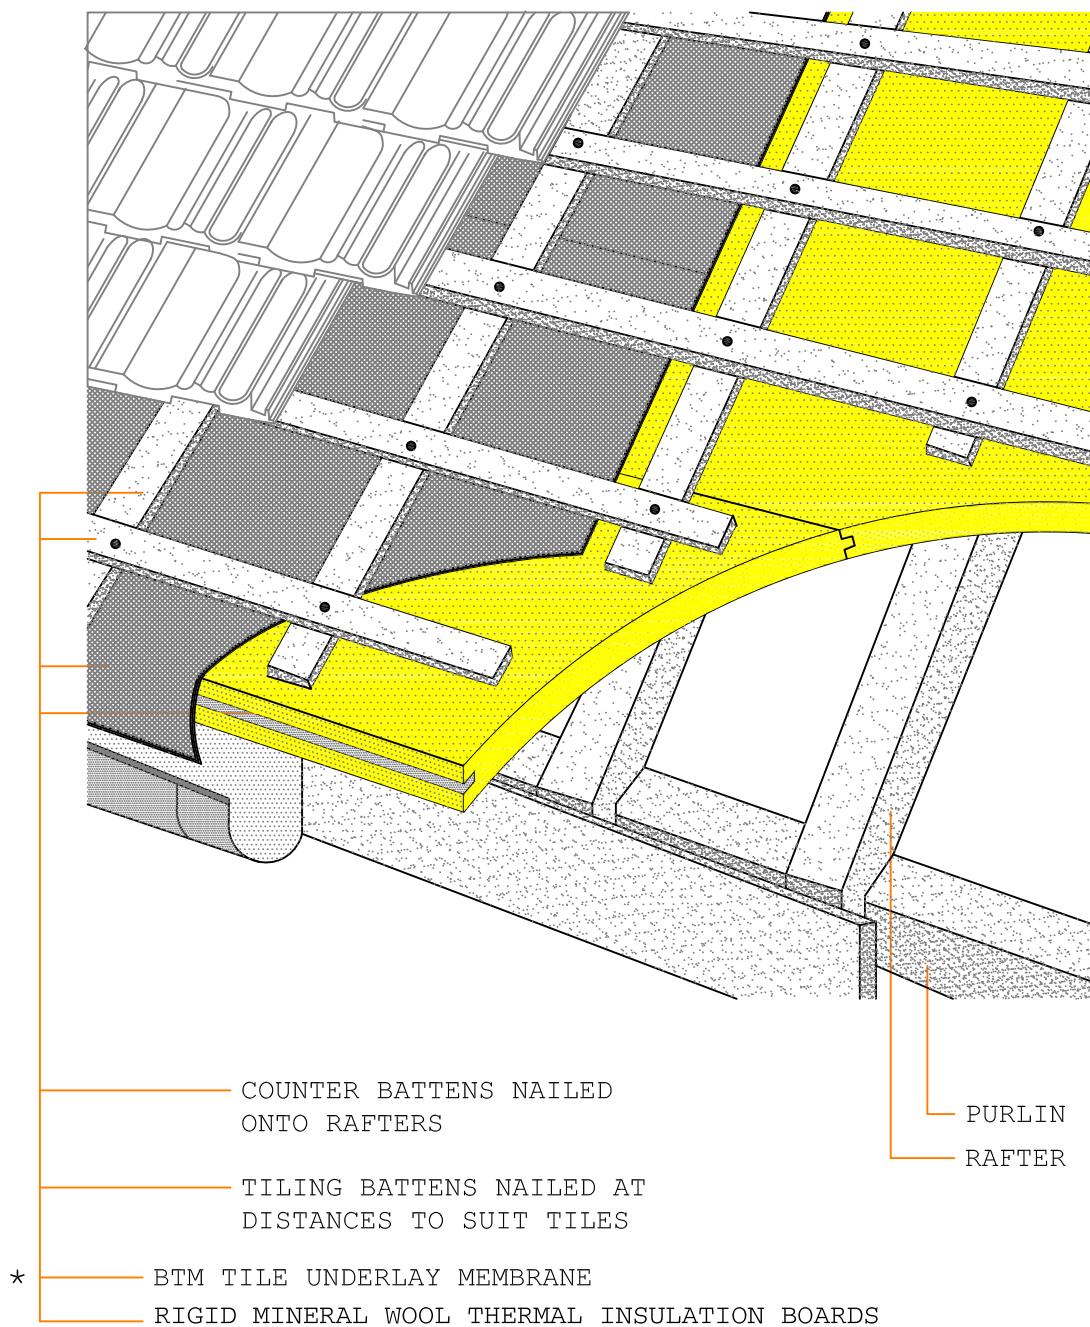 COUNTER BATTENS NAILED
ONTO RAFTERS
PURLIN
RAFTER
TILING BATTENS NAILED AT
DISTANCES TO SUIT TILES
* BTM TILE UNDERLAY MEMBRANE
RIGID MINERAL WOOL THERMAL INSULATION BOARDS